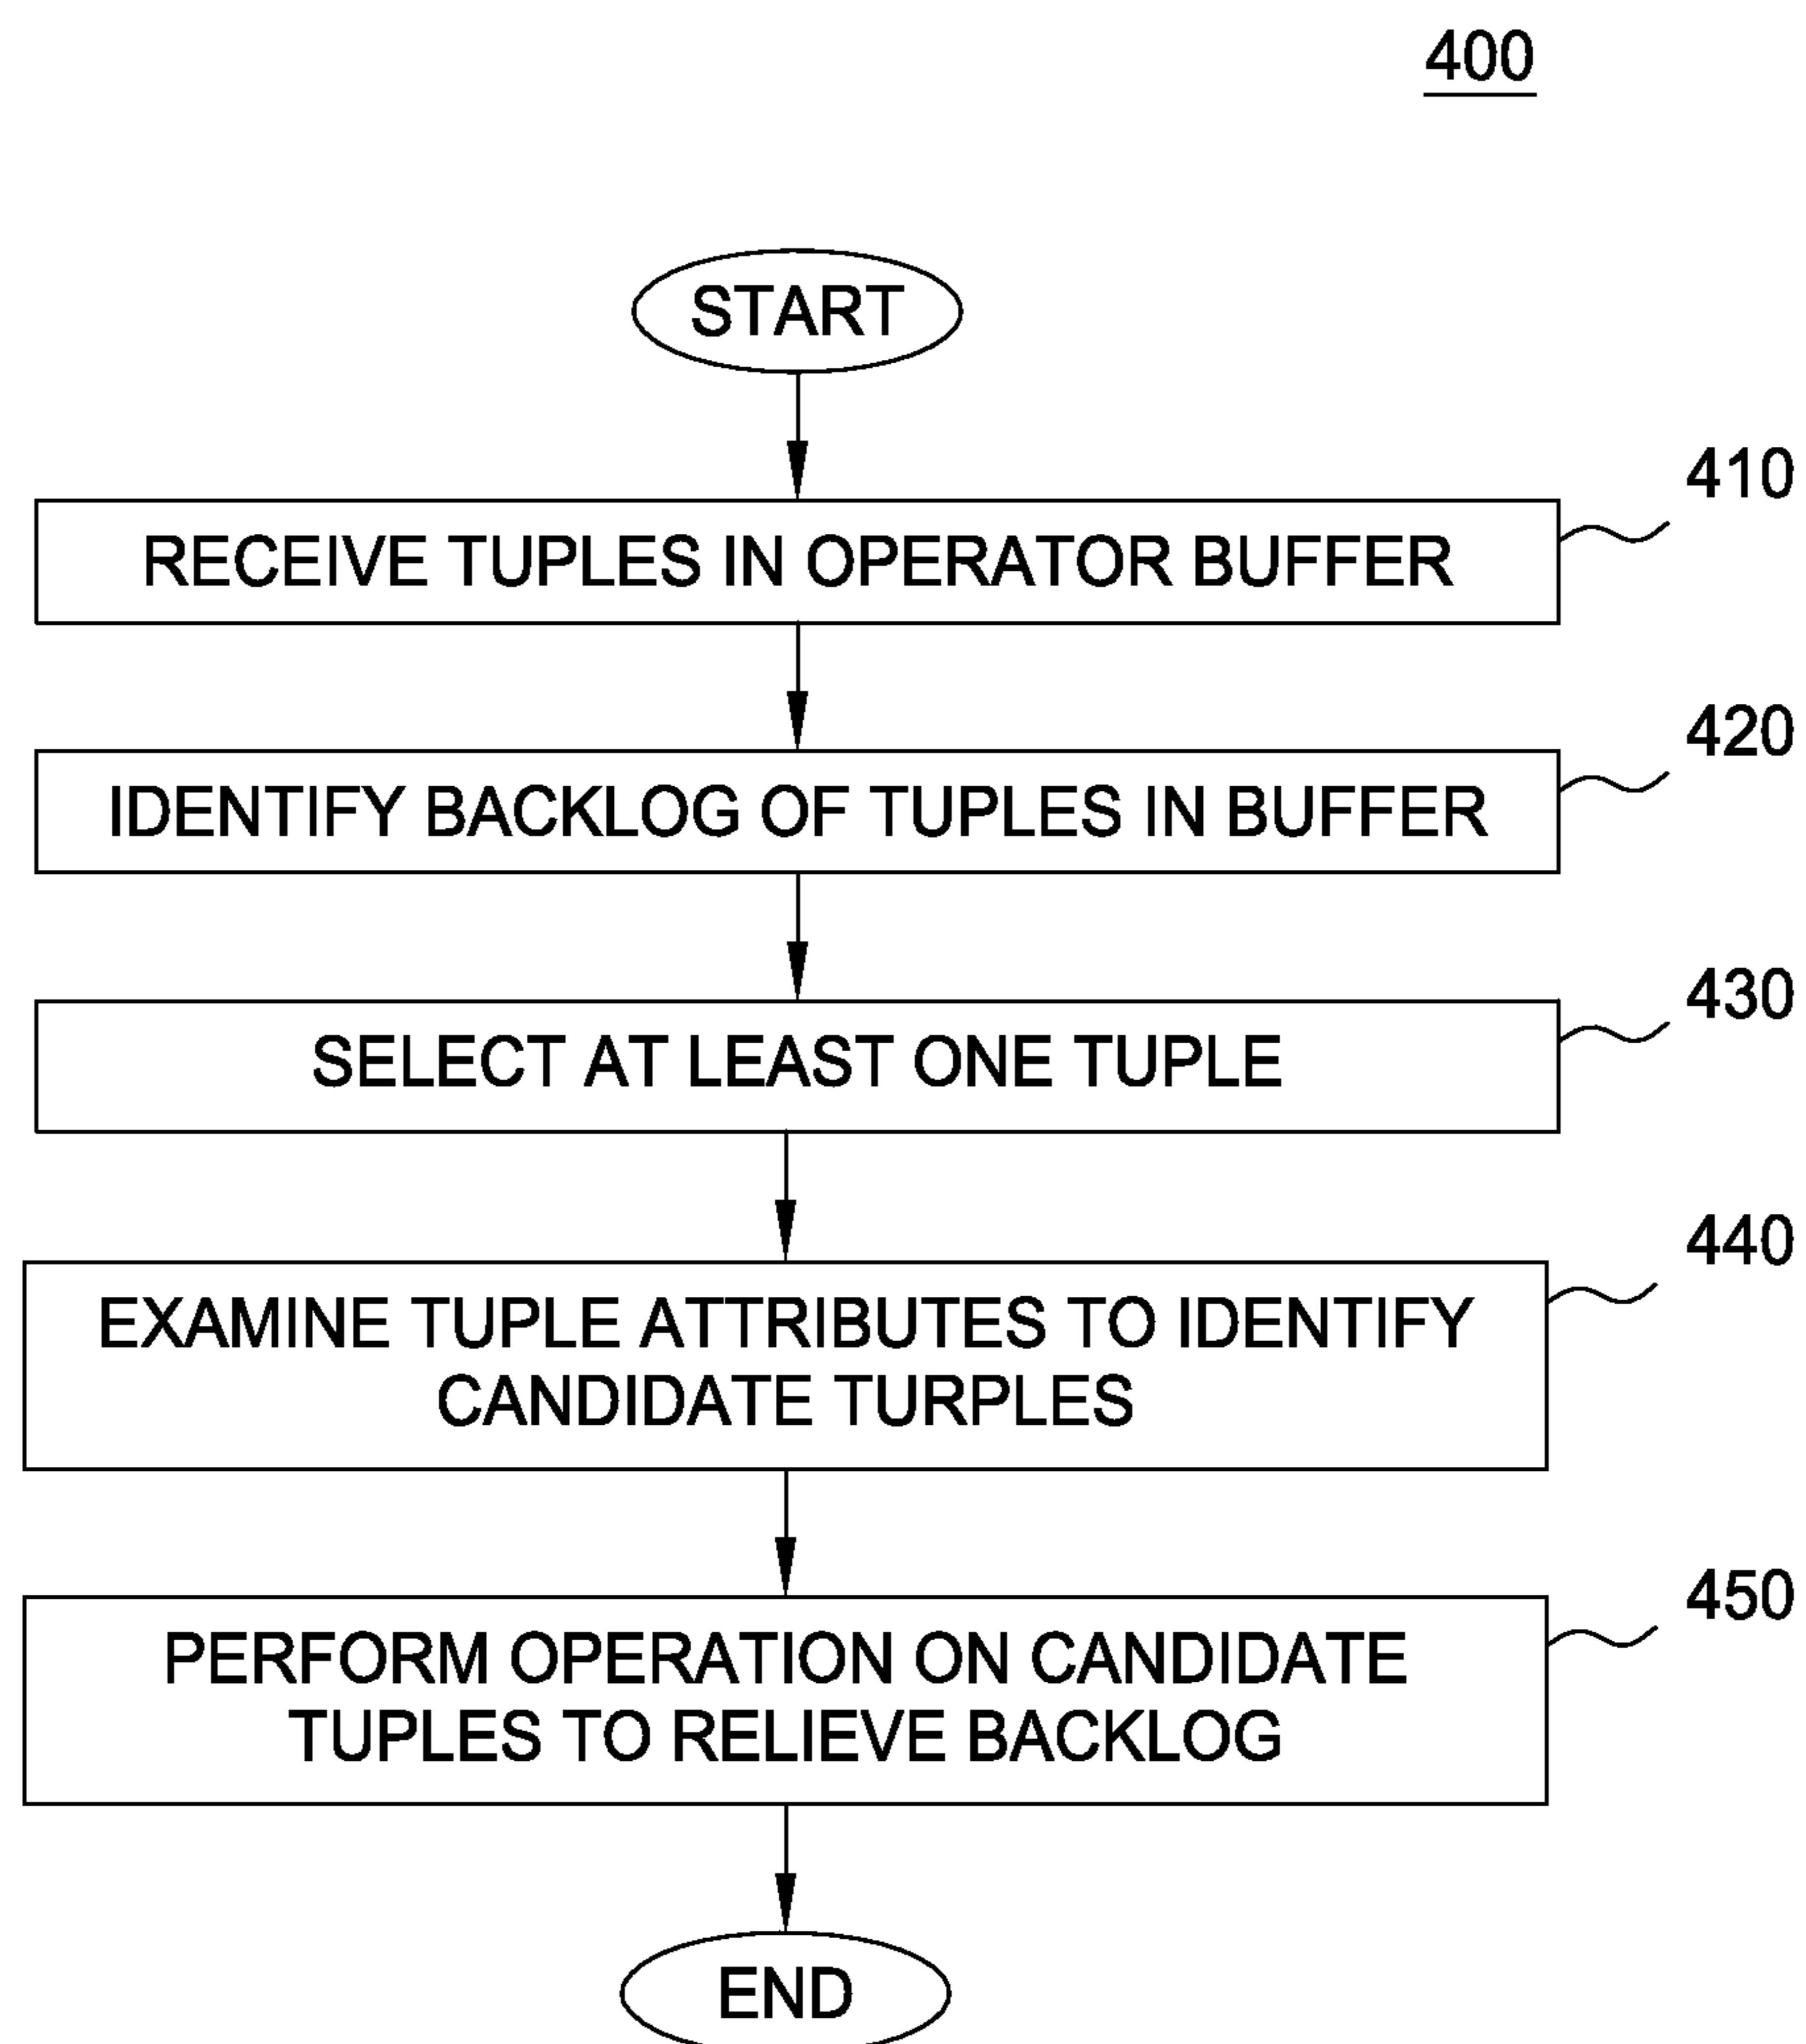 400
START
410
RECEIVE TUPLES IN OPERATOR BUFFER
420
IDENTIFY BACKLOG OF TUPLES IN BUFFER
430
SELECT AT LEAST ONE TUPLE
440
EXAMINE TUPLE ATTRIBUTES TO IDENTIFY
CANDIDATE TURPLES
450
PERFORM OPERATION ON CANDIDATE
TUPLES TO RELIEVE BACKLOG
END